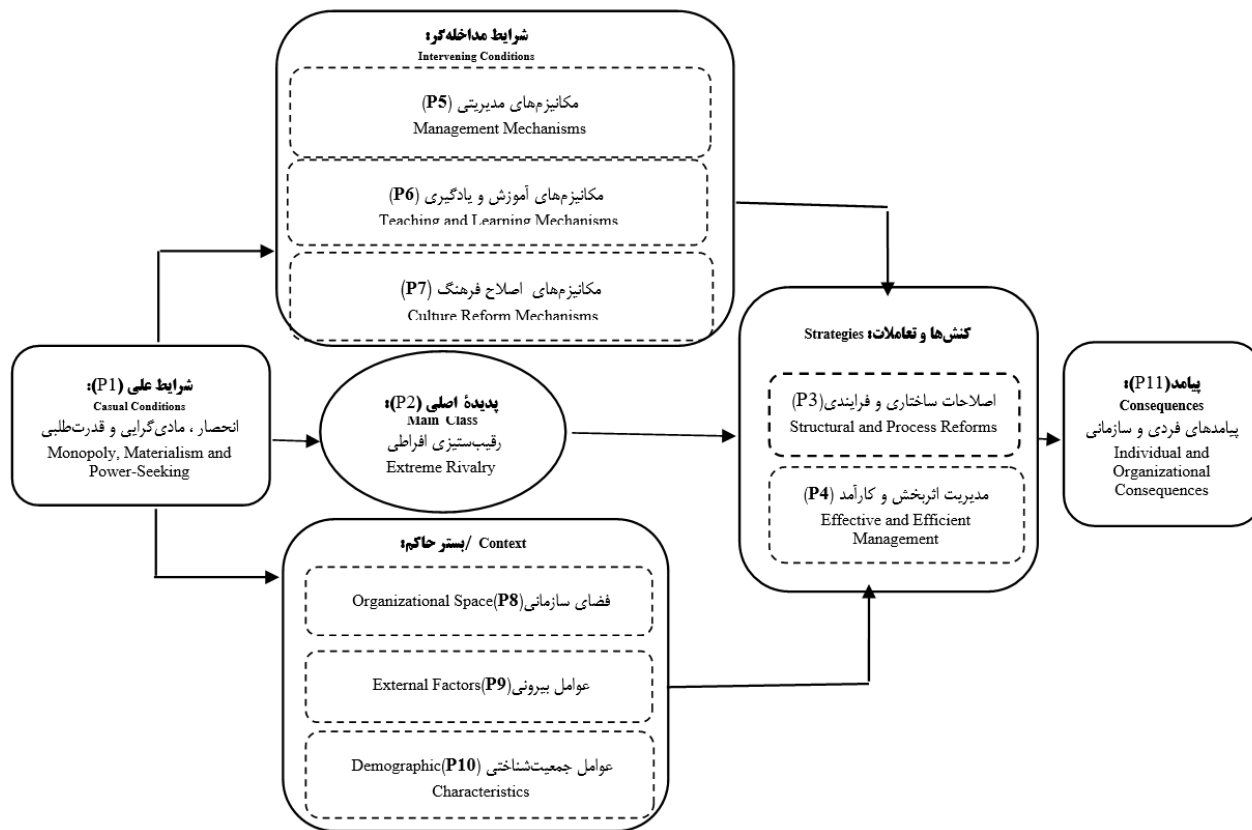 شرایط مداخله‌گر:
Intervening Conditions
مکانیزم‌های مدیریتی (P5)
Management Mechanisms
مکانیزم‌های آموزش و یادگیری (P6)
Teaching and Learning Mechanisms
مکانیزم‌های اصلاح فرهنگ (P7)
Culture Reform Mechanisms
شرایط علی (P1):
Casual Conditions
انحصار ، مادی‌گرایی و قدرت‌طلبی
Monopoly, Materialism and
Power-Seeking
پدیدۀ اصلی (P2):
Main Class
رقیب‌ستیزی افراطی
Extreme Rivalry
کنش‌ها و تعاملات: Strategies
اصلاحات ساختاری و فرایندی(P3)
Structural and Process Reforms
مدیریت اثربخش و کارآمد (P4)
Effective and Efficient
Management
پیامد(P11):
Consequences
پیامدهای فردی و سازمانی
Individual and
Organizational
Consequences
بستر حاکم: / Context
فضای سازمانی(P8) Organizational Space
عوامل بیرونی(P9) External Factors
عوامل جمعیت‌شناختی (P10) Demographic
Characteristics